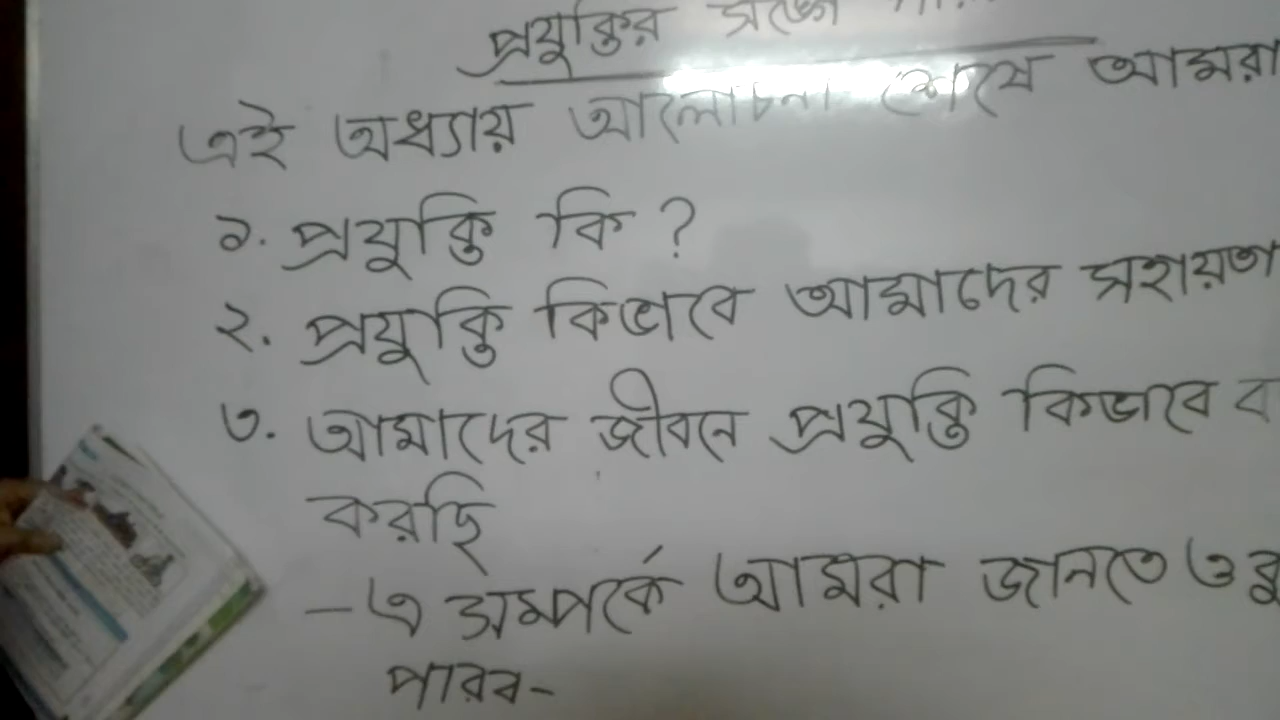 প্রযুক্তির সঙ্গে
এই অধ্যায় আলোচনা শেষে আমরা
১. প্রযুক্তি কি ?
২. প্রযুক্তি কিভাবে আমাদের সহায়তা
৩. আমাদের জীবনে প্রযুক্তি কিভাবে ব
করছি
– এ সম্পর্কে আমরা জানতে ও বু
পারব-